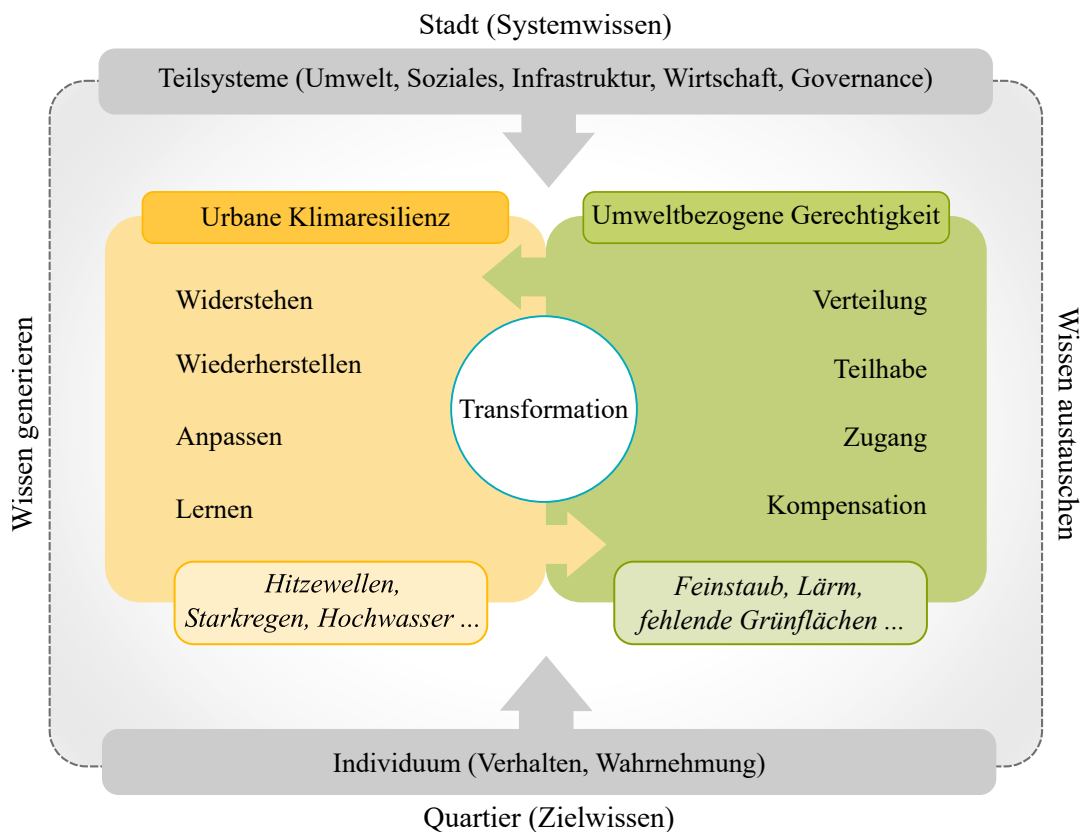 Stadt (Systemwissen)
Teilsysteme (Umwelt, Soziales, Infrastruktur, Wirtschaft, Governance)
Wissen generieren
Urbane Klimaresilienz
Widerstehen
Wiederherstellen
Anpassen
Lernen
Hitzewellen,
Starkregen, Hochwasser ...
Transformation
Umweltbezogene Gerechtigkeit
Verteilung
Teilhabe
Zugang
Kompensation
Feinstaub, Lärm,
fehlende Grünflächen ...
Wissen austauschen
Individuum (Verhalten, Wahrnehmung)
Quartier (Zielwissen)